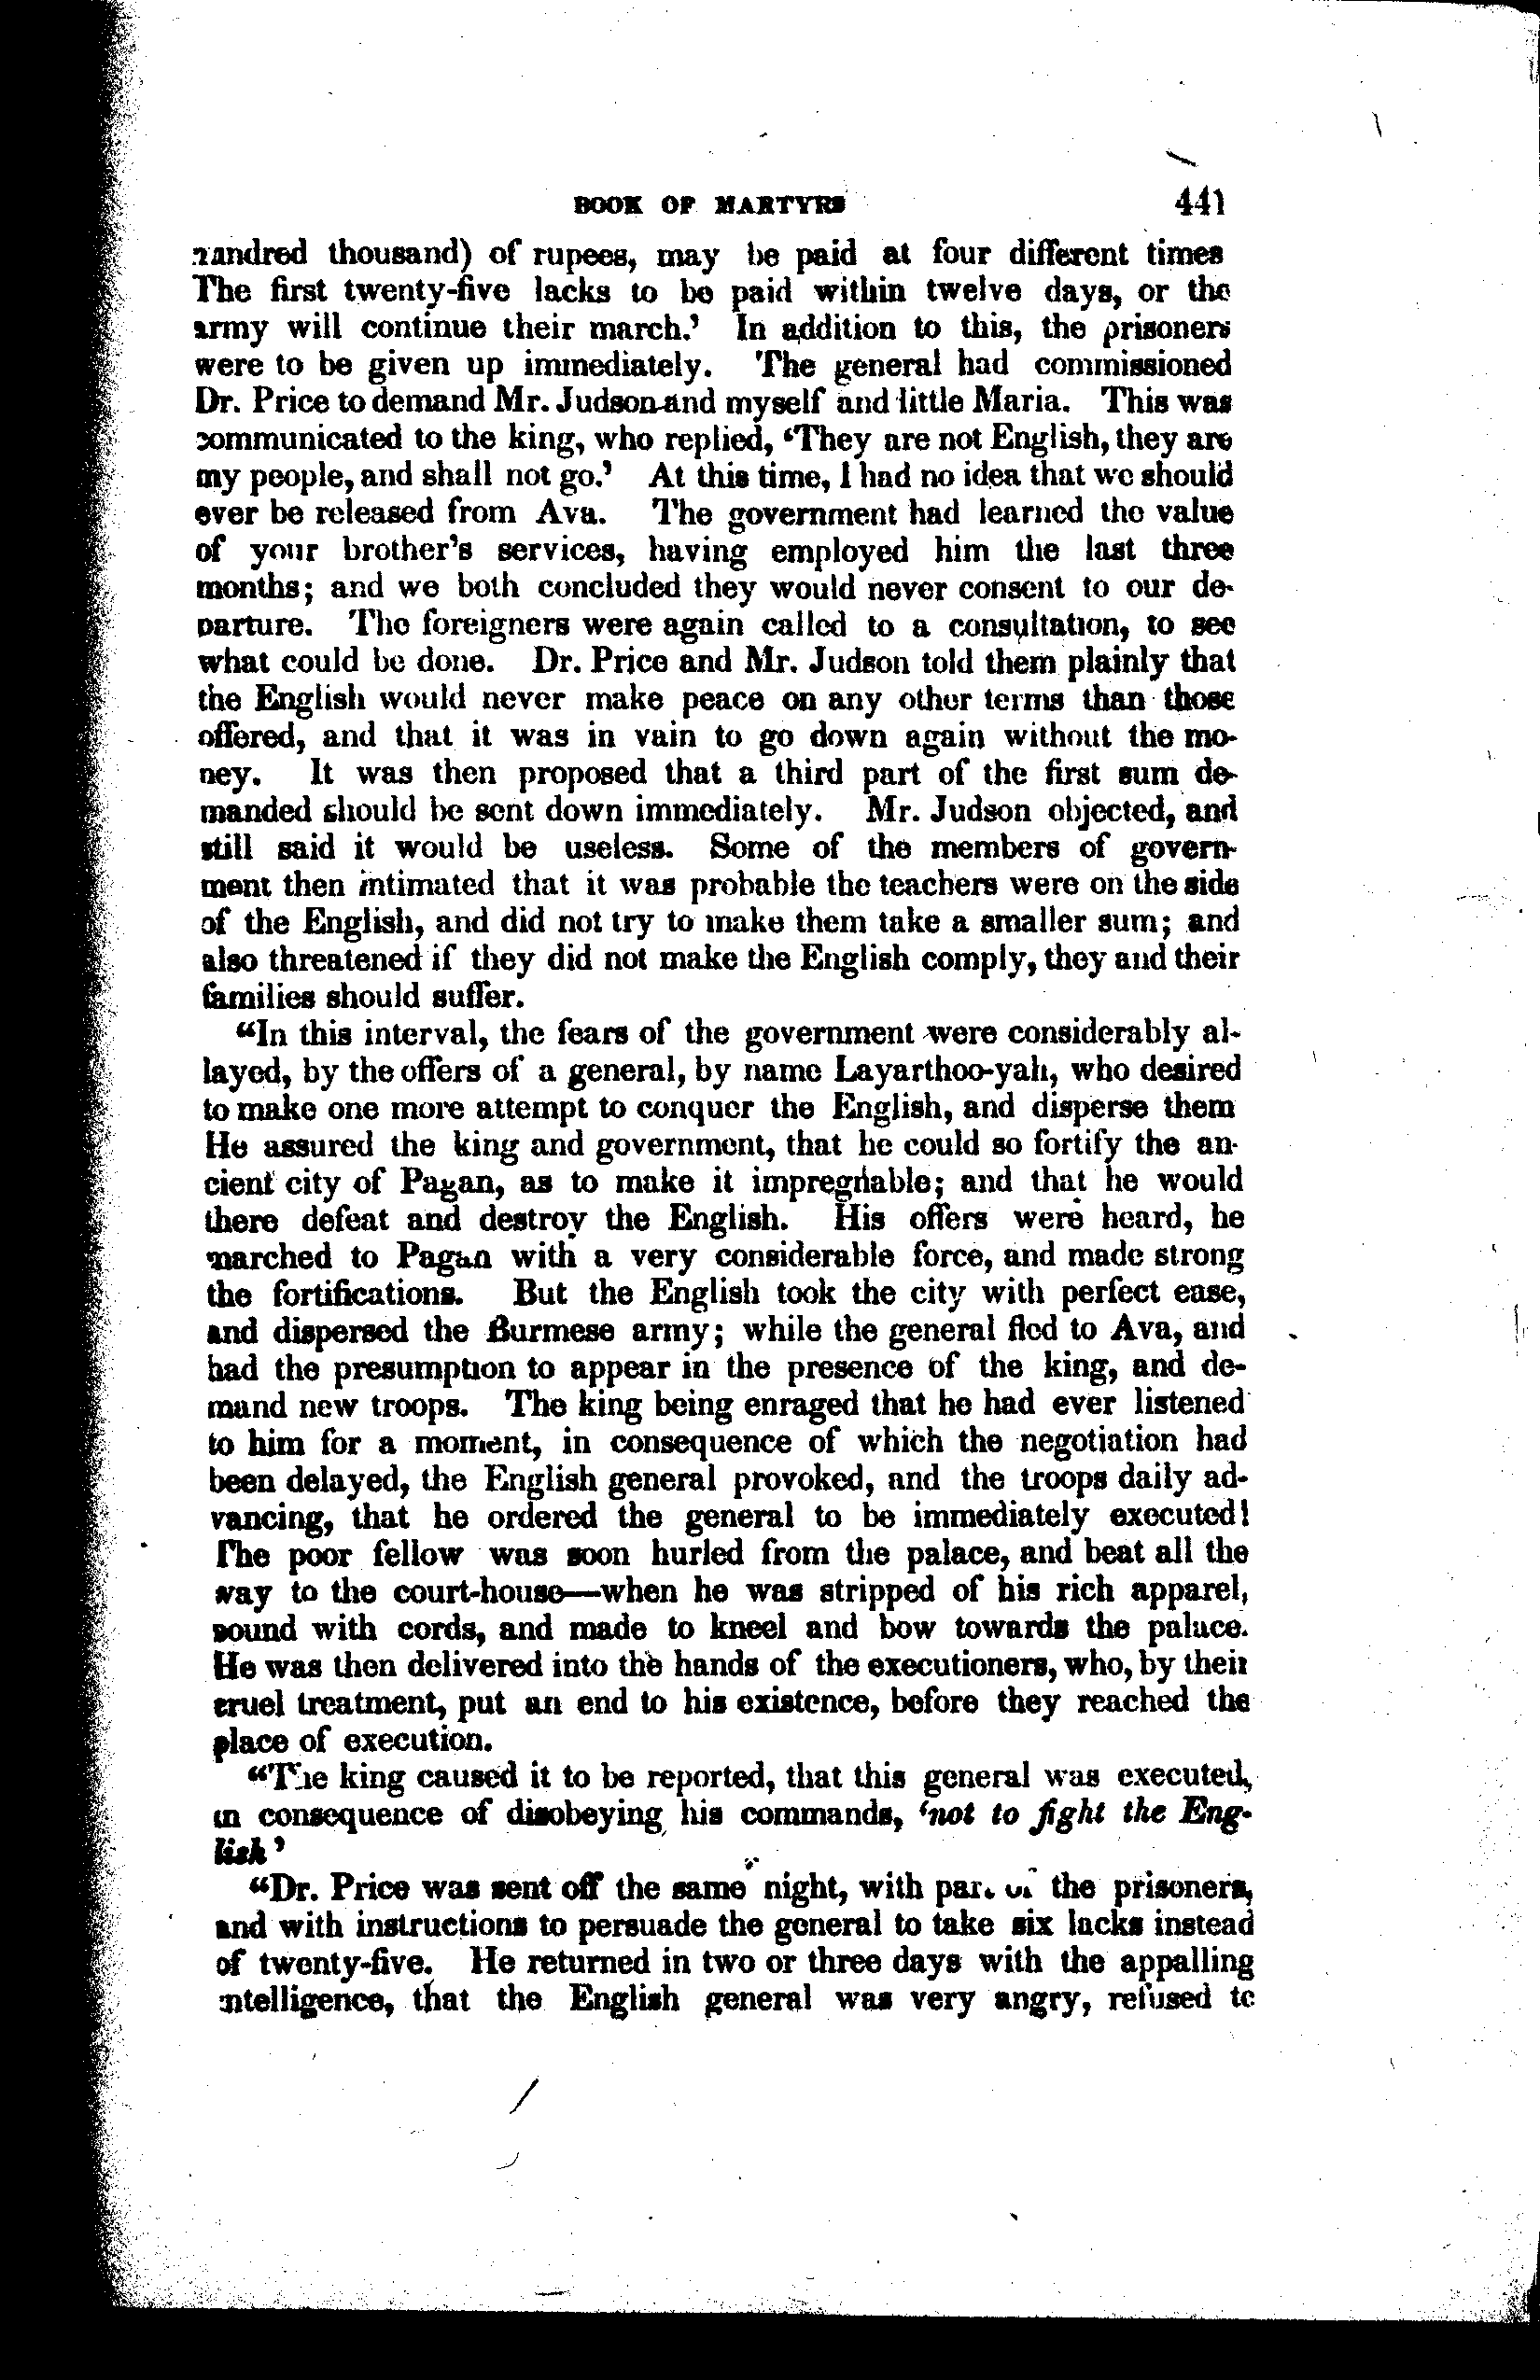 BOOK OF MARTYRS 441
hundred thousand) of rupees, may be paid at four different times
The first twenty-five lacks to be paid within twelve days, or the
army will continue their march.' In addition to this, the prisoners
were to be given up immediately. The general had commissioned
Dr. Price to demand Mr. Judson and myself and little Maria. This was
communicated to the king, who replied, 'They are not English, they are
my people, and shall not go.' At this time, I had no idea that we should
ever be released from Ava. The government had learned the value
of your brother's services, having employed him the last three
months; and we both concluded they would never consent to our de-
parture. The foreigners were again called to a consultation, to see
what could be done. Dr. Price and Mr. Judson told them plainly that
the English would never make peace on any other terms than those
offered, and that it was in vain to go down again without the mo-
ney. It was then proposed that a third part of the first sum de-
manded should be sent down immediately. Mr. Judson objected, and
still said it would be useless. Some of the members of govern-
ment then intimated that it was probable the teachers were on the side
of the English, and did not try to make them take a smaller sum; and
also threatened if they did not make the English comply, they and their
families should suffer.
"In this interval, the fears of the government were considerably al-
layed, by the offers of a general, by name Layarthoo-yah, who desired
to make one more attempt to conquer the English, and disperse them
He assured the king and government, that he could so fortify the an-
cient city of Pagan, as to make it impregnable; and that he would
there defeat and destroy the English. His offers were heard, he
marched to Pagan with a very considerable force, and made strong
the fortifications. But the English took the city with perfect ease,
and dispersed the Burmese army; while the general fled to Ava, and
had the presumption to appear in the presence of the king, and de-
mand new troops. The king being enraged that he had ever listened
to him for a moment, in consequence of which the negotiation had
been delayed, the English general provoked, and the troops daily ad-
vancing, that he ordered the general to be immediately executed!
The poor fellow was soon hurled from the palace, and beat all the
way to the court-house—when he was stripped of his rich apparel,
bound with cords, and made to kneel and bow towards the palace.
He was then delivered into the hands of the executioners, who, by their
cruel treatment, put an end to his existence, before they reached the
place of execution.
"The king caused it to be reported, that this general was executed,
in consequence of disobeying his commands, 'not to fight the Eng-
lish'
"Dr. Price was sent off the same night, with part of the prisoners,
and with instructions to persuade the general to take six lacks instead
of twenty-five. He returned in two or three days with the appalling
intelligence, that the English general was very angry, refused to